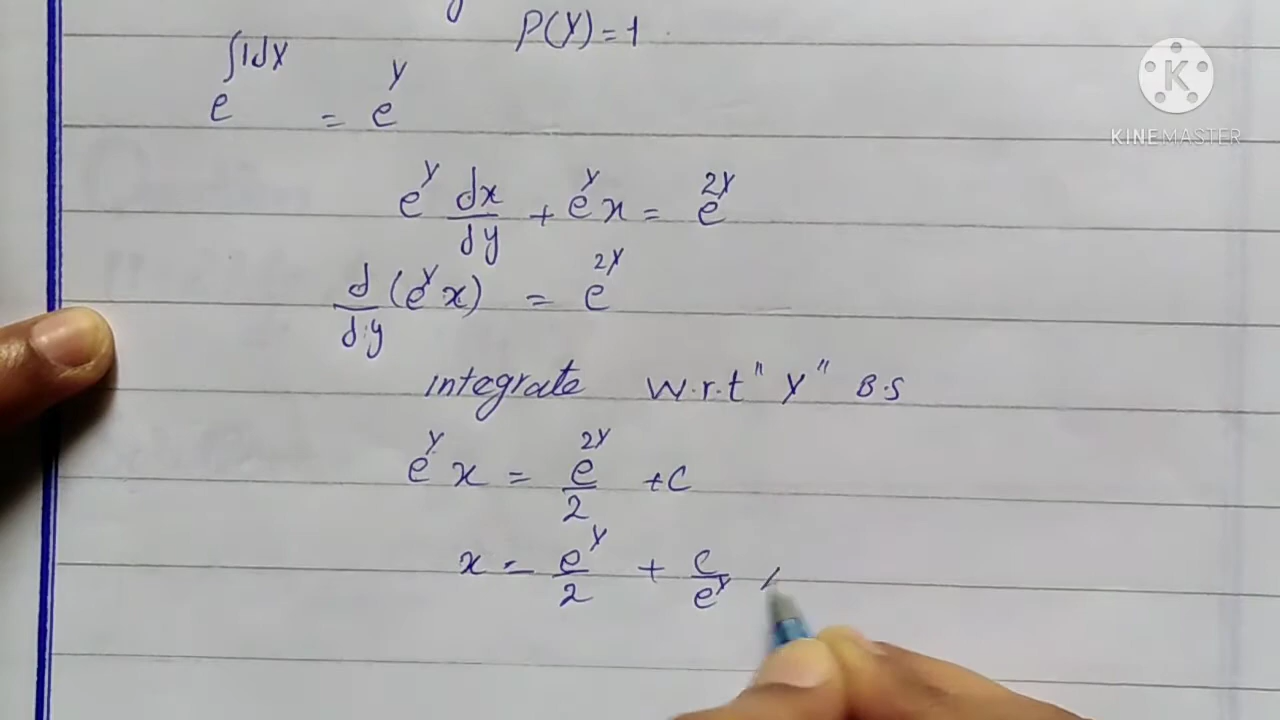 P(Y)=1
e^∫1dy = e^y
KINEMASTER
e^y dx/dy + e^y x = e^2y
d/dy (e^y x) = e^2y
integrate w.r.t "y" B.S
e^y x = e^2y/2 +c
x = e^y/2 + c/e^y